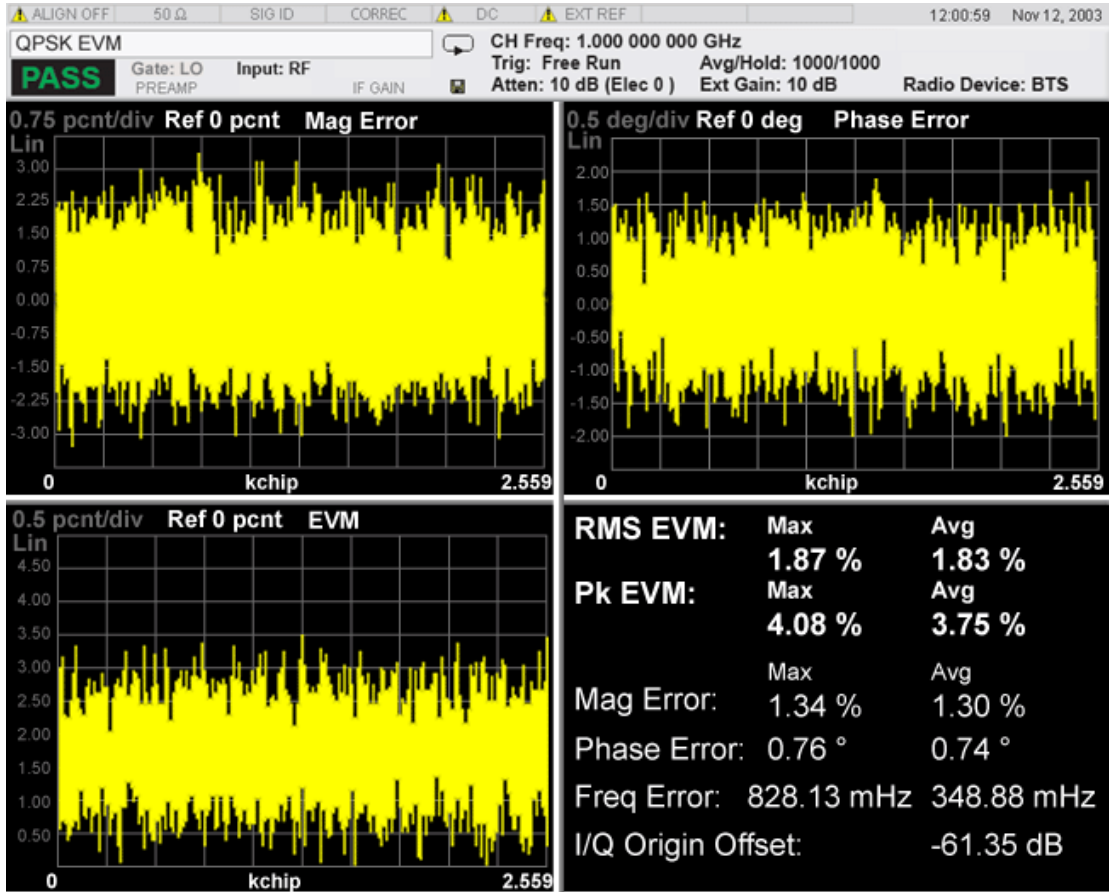 ALIGN OFF 50 Ω SIG ID CORREC DC EXT REF 12:00:59 Nov 12, 2003
QPSK EVM
CH Freq: 1.000 000 000 GHz
PASS Gate: LO Input: RF Trig: Free Run Avg/Hold: 1000/1000
PREAMP IF GAIN Atten: 10 dB (Elec 0 ) Ext Gain: 10 dB Radio Device: BTS
0.75 pcnt/div Ref 0 pcnt Mag Error
Lin
3.00
2.25
1.50
0.75
0.00
-0.75
-1.50
-2.25
-3.00
0 kchip 2.559
0.5 deg/div Ref 0 deg Phase Error
Lin
2.00
1.50
1.00
0.50
0.00
-0.50
-1.00
-1.50
-2.00
0 kchip 2.559
0.5 pcnt/div Ref 0 pcnt EVM
Lin
4.50
4.00
3.50
3.00
2.50
2.00
1.50
1.00
0.50
0 kchip 2.559
RMS EVM: Max Avg
1.87 % 1.83 %
Pk EVM: Max Avg
4.08 % 3.75 %
Max Avg
Mag Error: 1.34 % 1.30 %
Phase Error: 0.76 ° 0.74 °
Freq Error: 828.13 mHz 348.88 mHz
I/Q Origin Offset: -61.35 dB